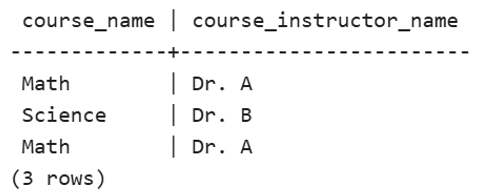 course_name | course_instructor_name
-------------+------------------------
Math | Dr. A
Science | Dr. B
Math | Dr. A
(3 rows)